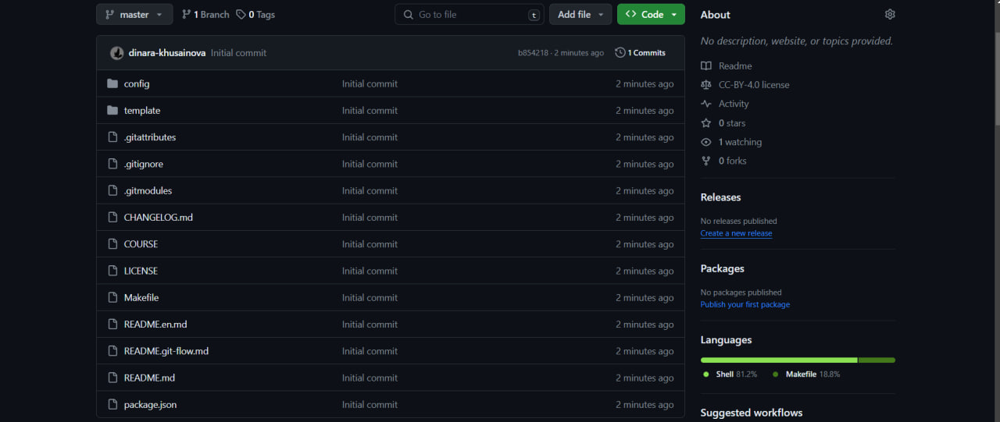 master 1 Branch 0 Tags Go to file t Add file Code
dinara-khusainova Initial commit b854218 · 2 minutes ago 1 Commits
config Initial commit 2 minutes ago
template Initial commit 2 minutes ago
.gitattributes Initial commit 2 minutes ago
.gitignore Initial commit 2 minutes ago
.gitmodules Initial commit 2 minutes ago
CHANGELOG.md Initial commit 2 minutes ago
COURSE Initial commit 2 minutes ago
LICENSE Initial commit 2 minutes ago
Makefile Initial commit 2 minutes ago
README.en.md Initial commit 2 minutes ago
README.git-flow.md Initial commit 2 minutes ago
README.md Initial commit 2 minutes ago
package.json Initial commit 2 minutes ago
About
No description, website, or topics provided.
Readme
CC-BY-4.0 license
Activity
0 stars
1 watching
0 forks
Releases
No releases published
Create a new release
Packages
No packages published
Publish your first package
Languages
Shell 81.2% Makefile 18.8%
Suggested workflows